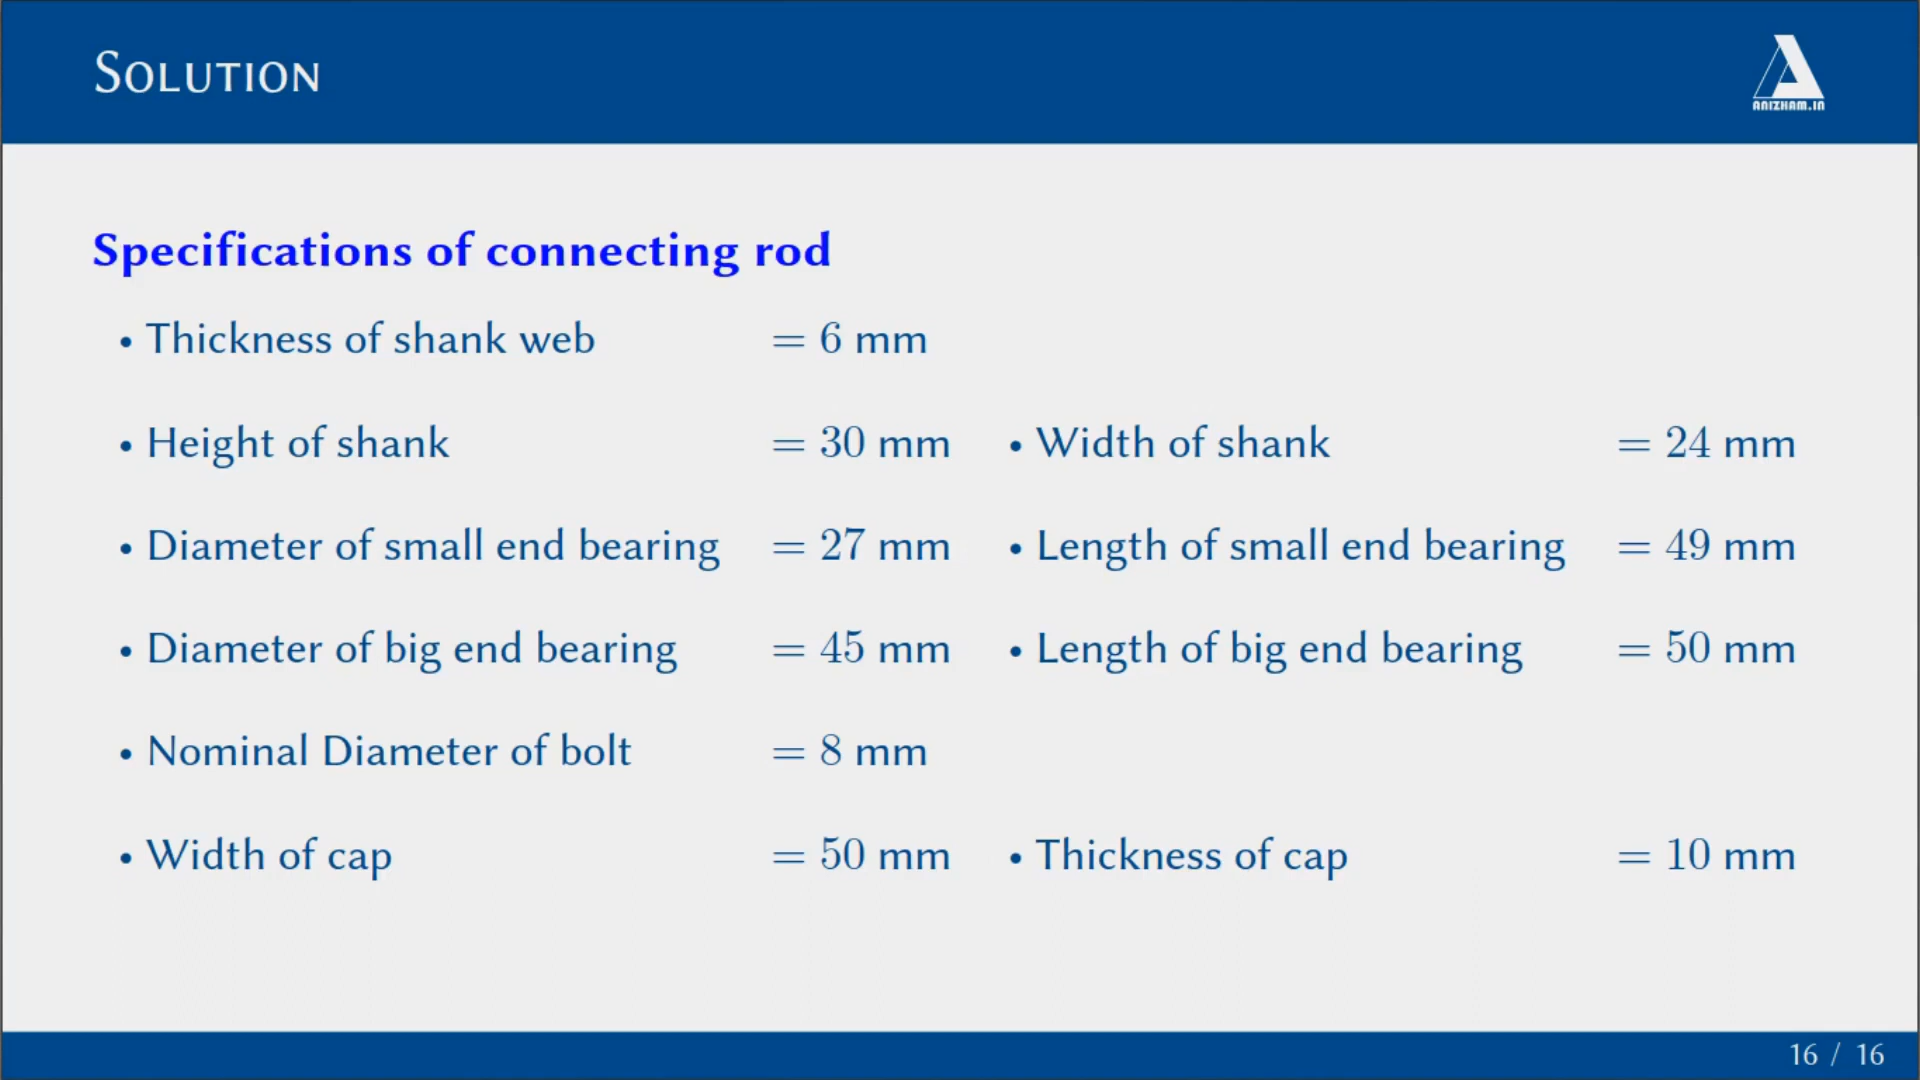 SOLUTION
ANIZHAM.IN
Specifications of connecting rod
• Thickness of shank web = 6 mm
• Height of shank = 30 mm • Width of shank = 24 mm
• Diameter of small end bearing = 27 mm • Length of small end bearing = 49 mm
• Diameter of big end bearing = 45 mm • Length of big end bearing = 50 mm
• Nominal Diameter of bolt = 8 mm
• Width of cap = 50 mm • Thickness of cap = 10 mm
16 / 16